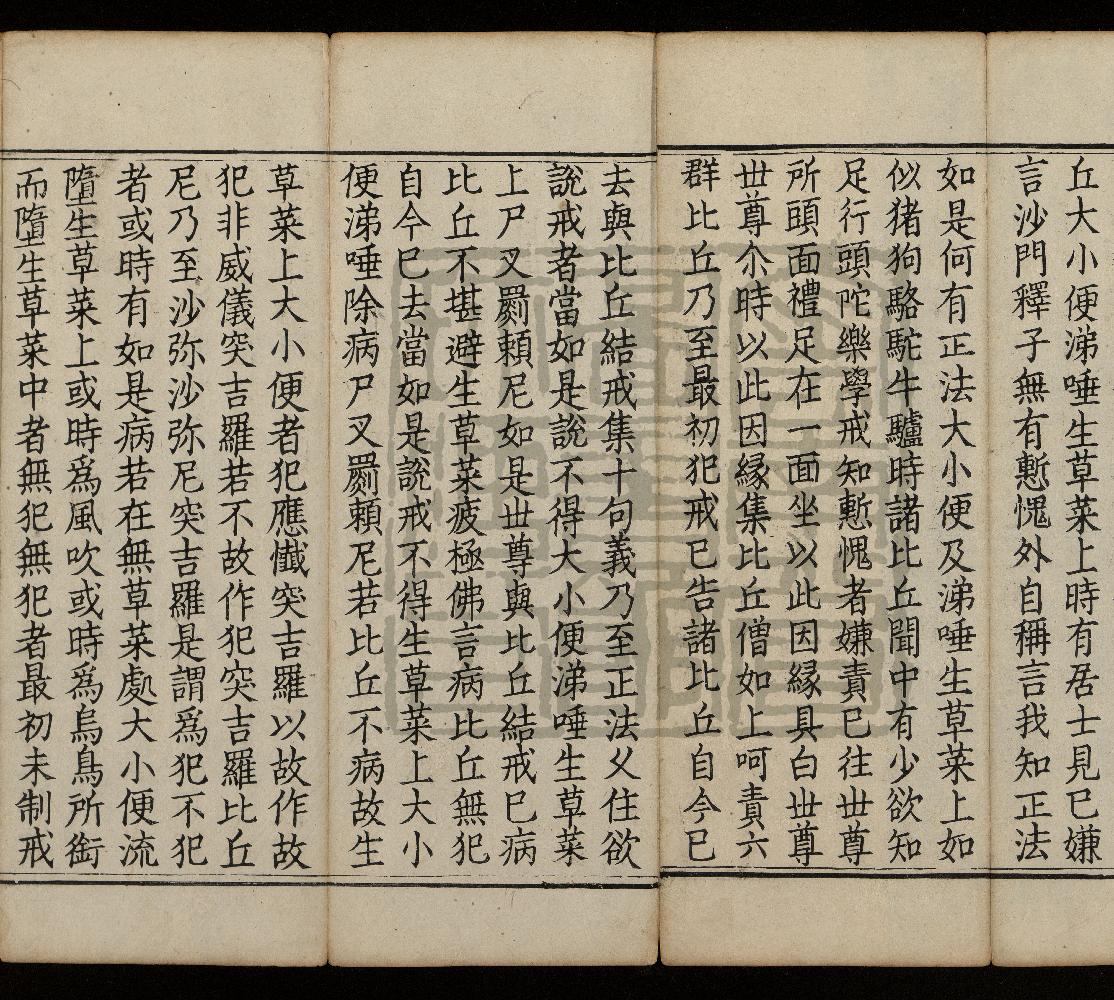 丘大小便涕唾生草菜上時有居士見已嫌
言沙門釋子無有慙愧外自稱言我知正法
如是何有正法大小便及涕唾生草菜上如
似猪狗駱駝牛驢時諸比丘聞中有少欲知
足行頭陀樂學戒知慙愧者嫌責已往世尊
所頭面禮足在一面坐以此因縁具白世尊
世尊尒時以此因縁集比丘僧如上呵責六
群比丘乃至最初犯戒已告諸比丘自今已
去與比丘結戒集十句義乃至正法久住欲
說戒者當如是說不得大小便涕唾生草菜
上尸叉罽賴尼如是世尊與比丘結戒已病
比丘不堪避生草菜疲極佛言病比丘無犯
自今已去當如是說戒不得生草菜上大小
便涕唾除病尸叉罽賴尼若比丘不病故生
草菜上大小便者犯應懺突吉羅以故作故
犯非威儀突吉羅若不故作犯突吉羅比丘
尼乃至沙弥沙弥尼突吉羅是謂爲犯不犯
者或時有如是病若在無草菜處大小便流
墮生草菜上或時爲風吹或時爲烏鳥所銜
而墮生草菜中者無犯無犯者最初未制戒